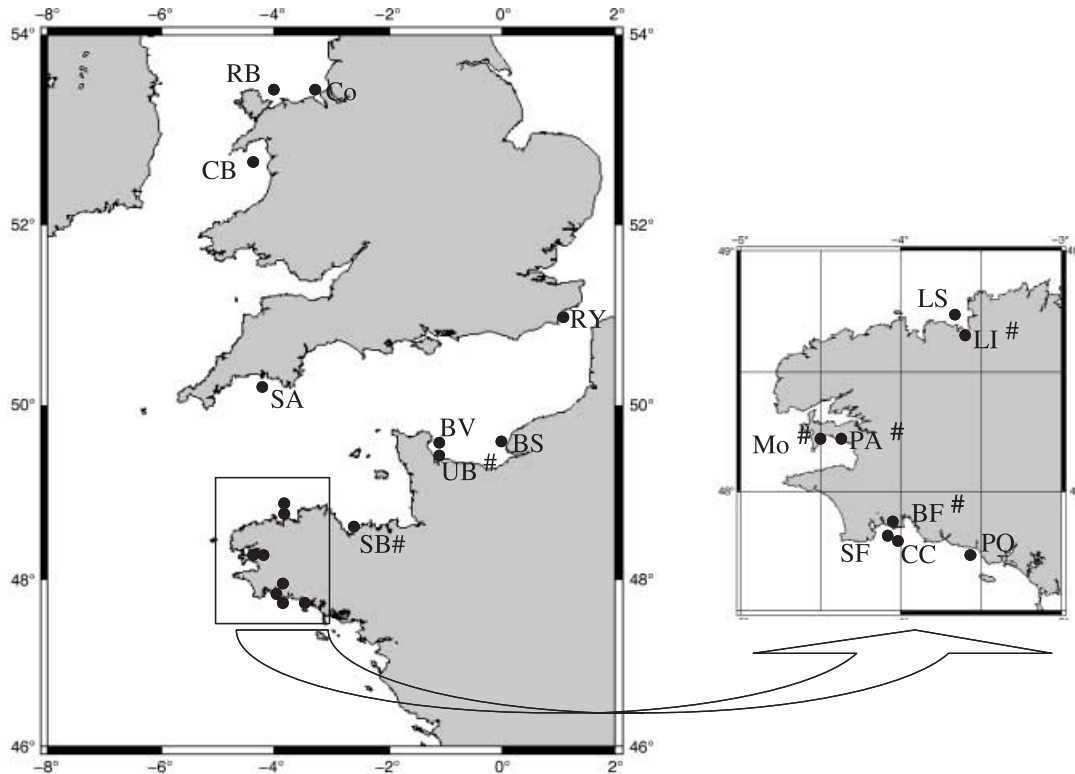 −8° −6° −4° −2° 0° 2°
54° 54°
RB Co
CB
52° 52°
RY
SA
50° 50°
BV BS
UB #
SB#
48° 48°
46° 46°
−8° −6° −4° −2° 0° 2°
−5° −4° −3°
49°
LS
LI #
Mo # PA #
48°
BF #
SF CC PO